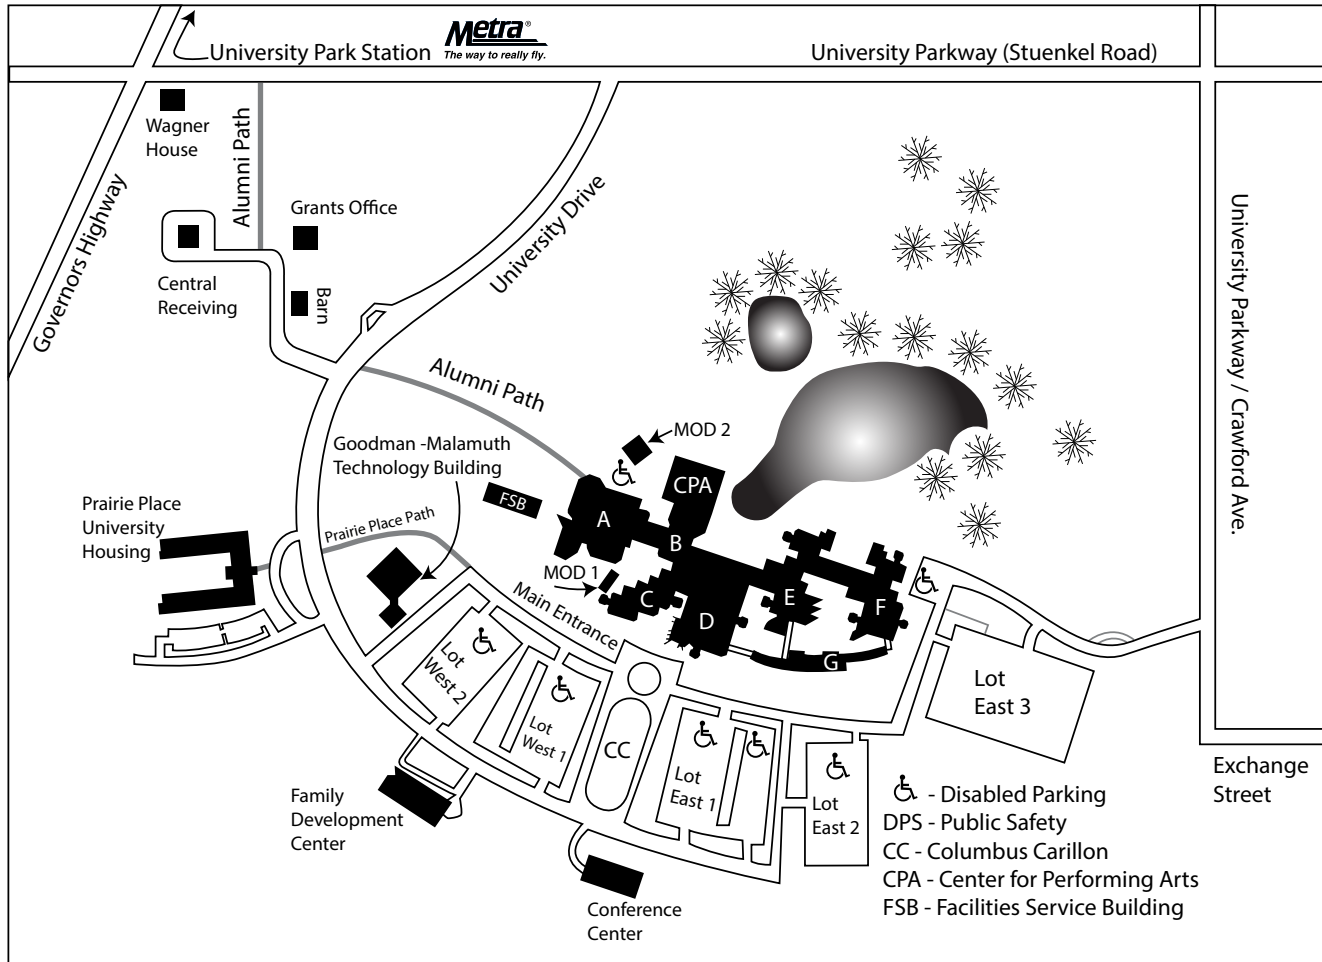 Metra®
The way to really fly.
University Park Station
University Parkway (Stuenkel Road)
Wagner
House
Alumni Path
Governors Highway
Grants Office
University Drive
Central
Receiving
Barn
University Parkway / Crawford Ave.
Alumni Path
MOD 2
Goodman -Malamuth
Technology Building
CPA
FSB
A
Prairie Place
University
Housing
Prairie Place Path
B
MOD 1
Main Entrance
C
D
E
F
G
Lot
West 2
Lot
West 1
CC
Lot
East 1
Lot
East 2
Lot
East 3
Exchange
Street
Family
Development
Center
Conference
Center
- Disabled Parking
DPS - Public Safety
CC - Columbus Carillon
CPA - Center for Performing Arts
FSB - Facilities Service Building